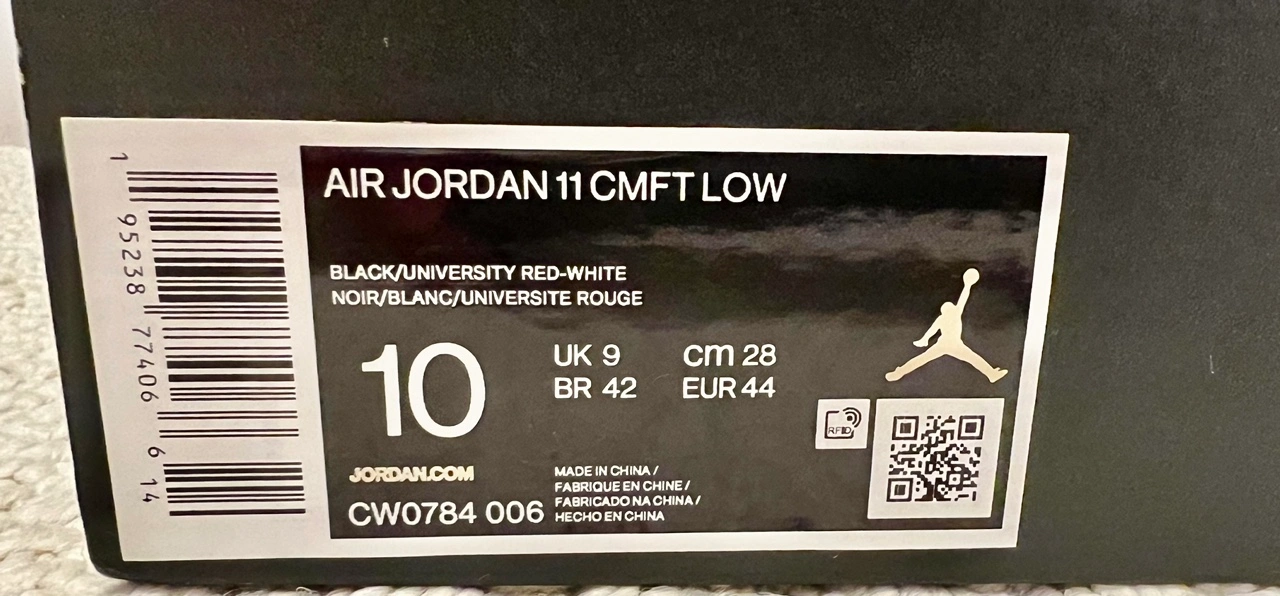 AIR JORDAN 11 CMFT LOW
BLACK/UNIVERSITY RED-WHITE
NOIR/BLANC/UNIVERSITE ROUGE
10
UK 9 cm 28
BR 42 EUR 44
RFID
JORDAN.COM
CW0784 006
MADE IN CHINA /
FABRIQUE EN CHINE /
FABRICADO NA CHINA /
HECHO EN CHINA
1 95238 77406 6 14